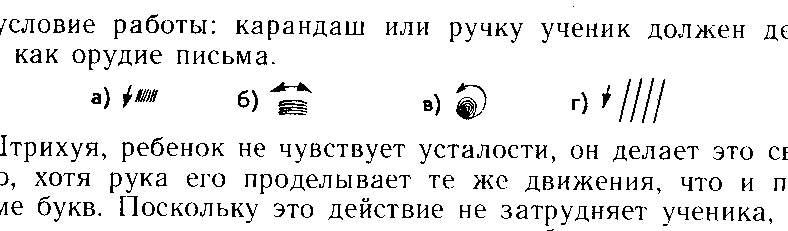 условие работы: карандаш или ручку ученик должен де
как орудие письма.
а) б) в) г)
Штрихуя, ребенок не чувствует усталости, он делает это св
о, хотя рука его проделывает те же движения, что и п
ие букв. Поскольку это действие не затрудняет ученика,